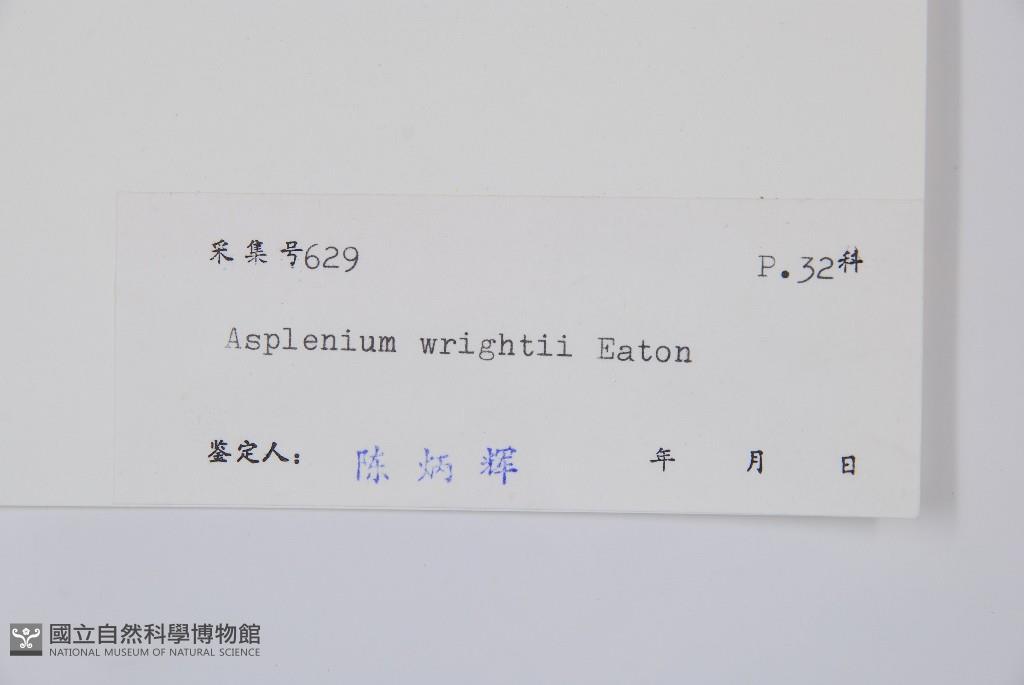 采集号629 P.32科
Asplenium wrightii Eaton
鉴定人: 陈炳辉 年 月 日
國立自然科學博物館
NATIONAL MUSEUM OF NATURAL SCIENCE